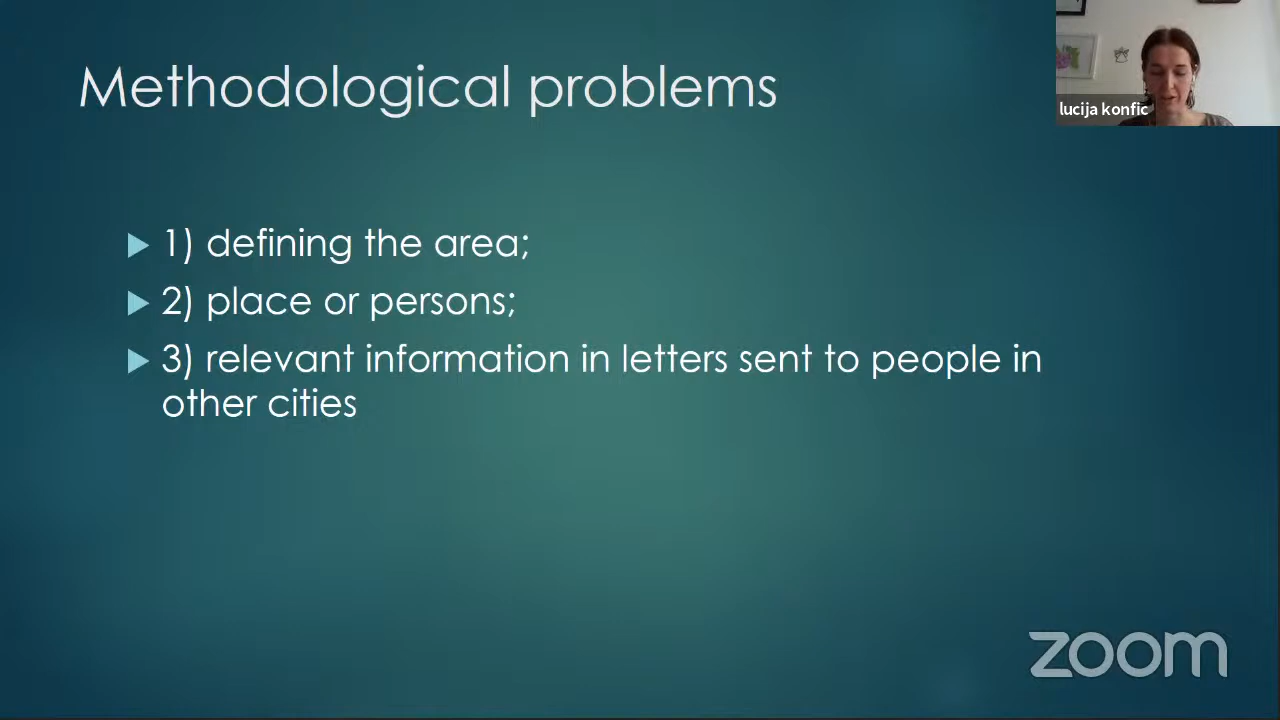 Methodological problems
lucija konfic
1) defining the area;
2) place or persons;
3) relevant information in letters sent to people in
other cities
zoom